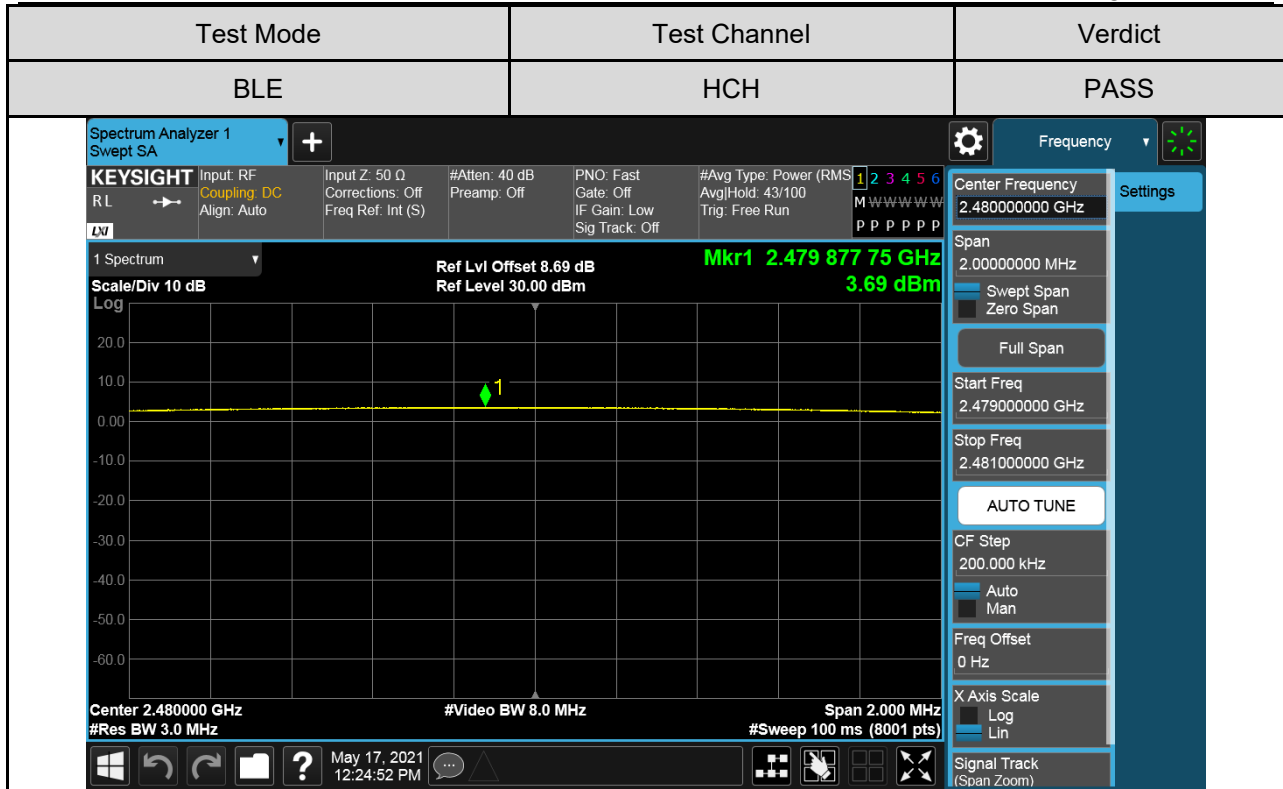 Test Mode Test Channel Verdict
BLE HCH PASS
Spectrum Analyzer 1
Swept SA
Frequency
KEYSIGHT Input: RF Input Z: 50 Ω #Atten: 40 dB PNO: Fast #Avg Type: Power (RMS 1 2 3 4 5 6
R L Coupling: DC Corrections: Off Preamp: Off Gate: Off Avg|Hold: 43/100 M W W W W W
Align: Auto Freq Ref: Int (S) IF Gain: Low Trig: Free Run
LXI Sig Track: Off P P P P P P
1 Spectrum
Ref Lvl Offset 8.69 dB Mkr1 2.479 877 75 GHz
Scale/Div 10 dB Ref Level 30.00 dBm 3.69 dBm
Log
20.0
10.0
1
0.00
-10.0
-20.0
-30.0
-40.0
-50.0
-60.0
Center 2.480000 GHz #Video BW 8.0 MHz Span 2.000 MHz
#Res BW 3.0 MHz #Sweep 100 ms (8001 pts)
May 17, 2021
12:24:52 PM
Center Frequency
2.480000000 GHz
Settings
Span
2.00000000 MHz
Swept Span
Zero Span
Full Span
Start Freq
2.479000000 GHz
Stop Freq
2.481000000 GHz
AUTO TUNE
CF Step
200.000 kHz
Auto
Man
Freq Offset
0 Hz
X Axis Scale
Log
Lin
Signal Track
(Span Zoom)